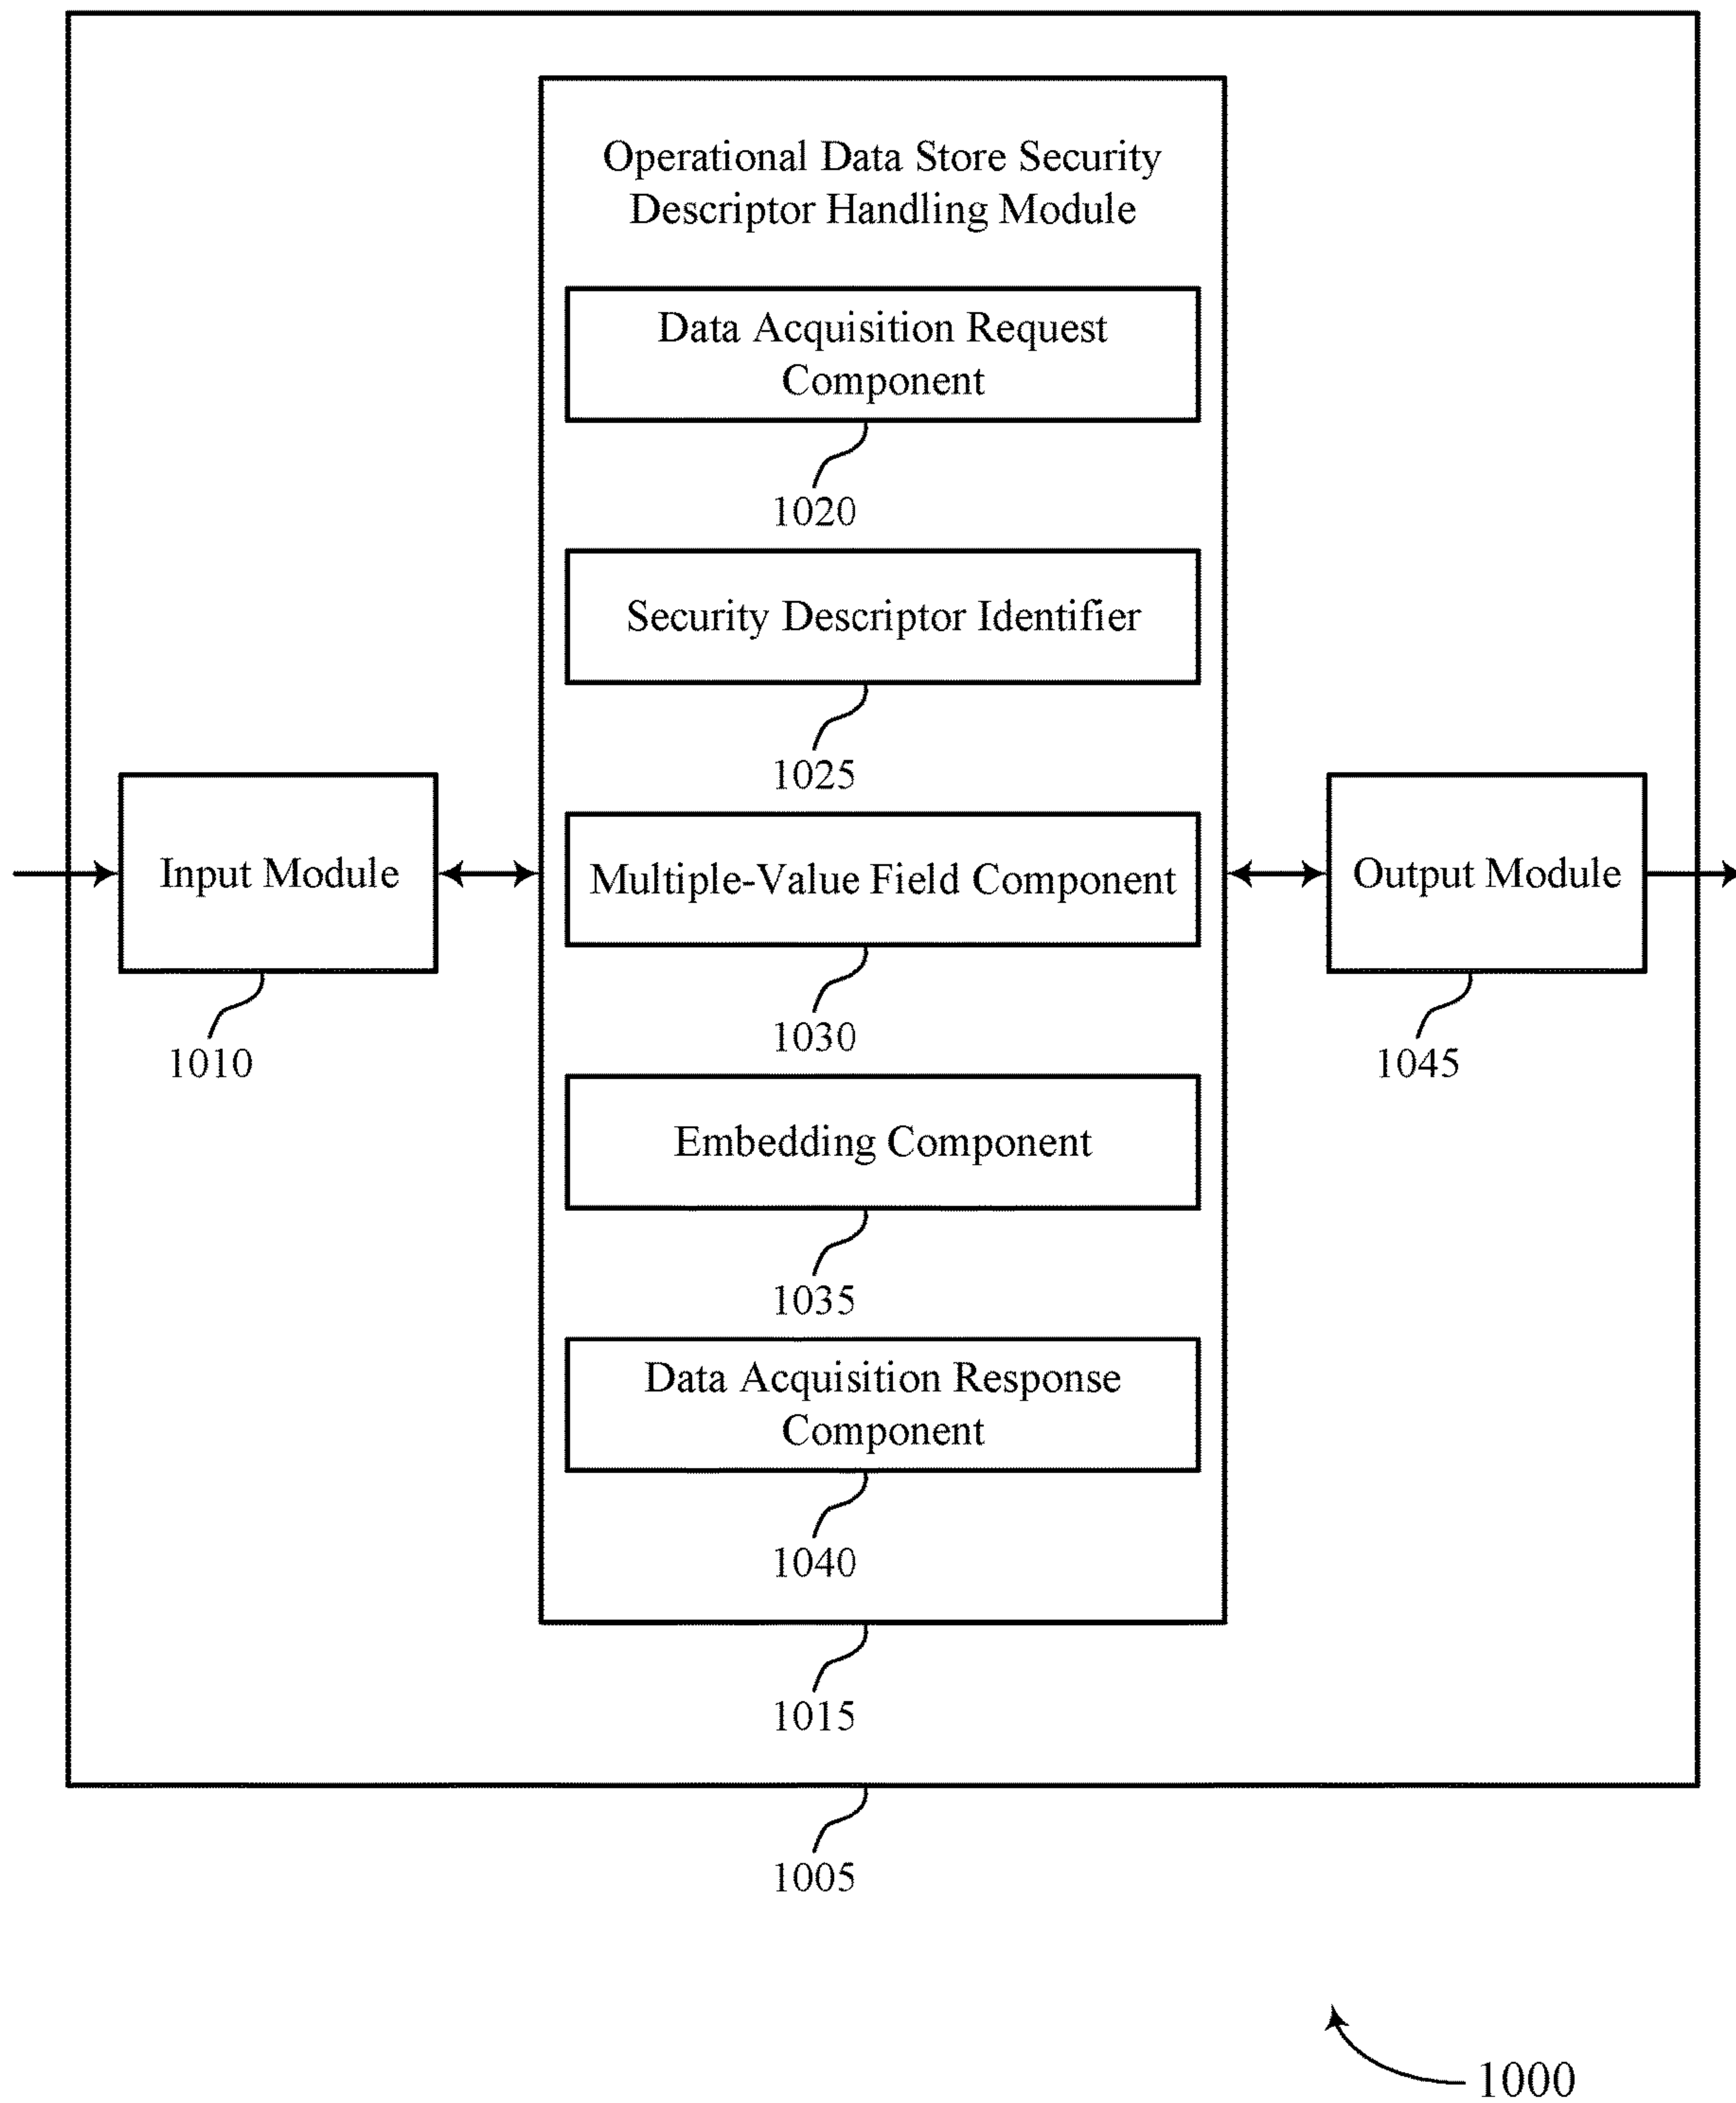 Operational Data Store Security
Descriptor Handling Module
Data Acquisition Request
Component
1020
Security Descriptor Identifier
1025
Input Module
1010
Multiple-Value Field Component
1030
Output Module
1045
Embedding Component
1035
Data Acquisition Response
Component
1040
1015
1005
1000